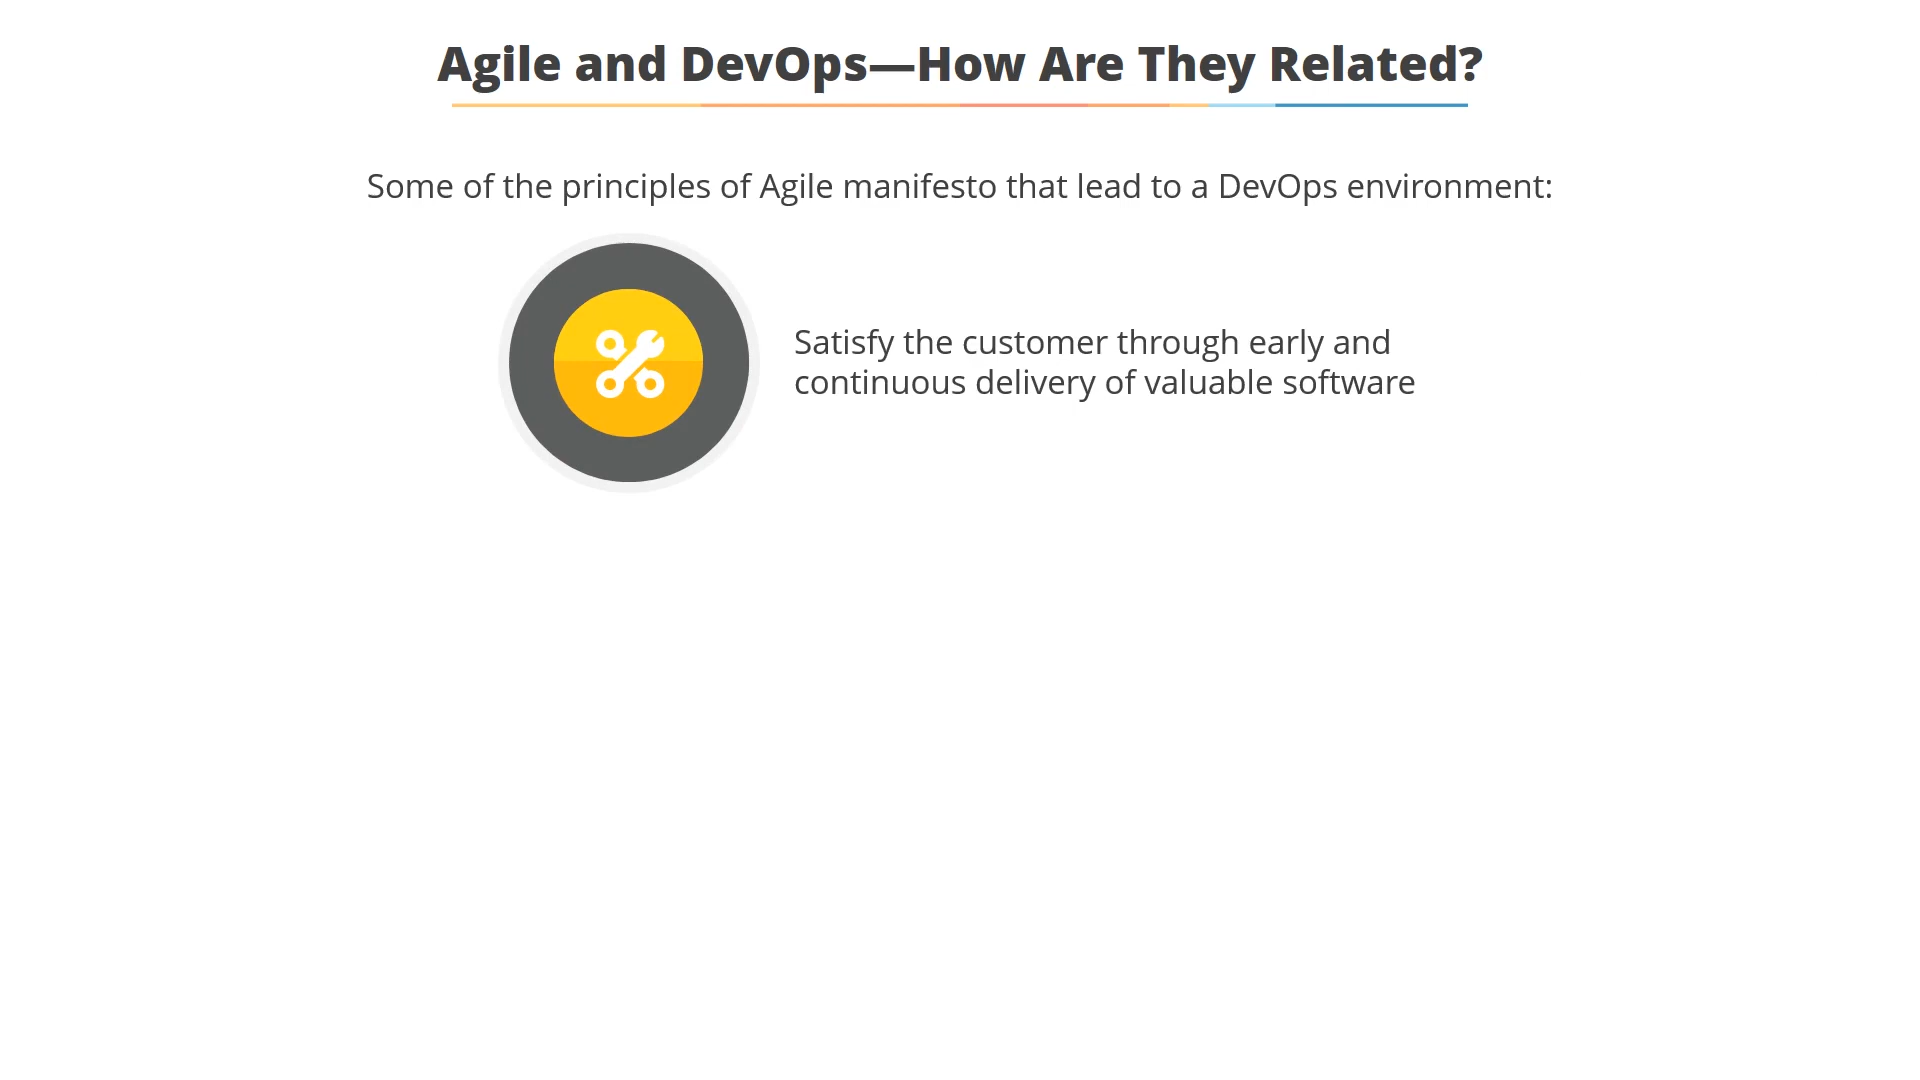 Agile and DevOps—How Are They Related?
Some of the principles of Agile manifesto that lead to a DevOps environment:
Satisfy the customer through early and
continuous delivery of valuable software